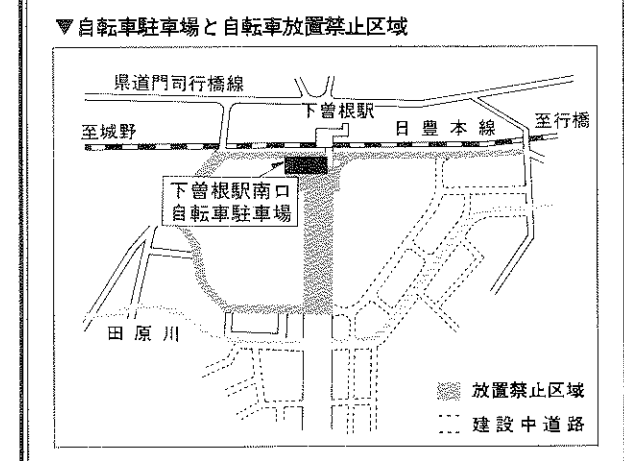 ▼自転車駐車場と自転車放置禁止区域
県道門司行橋線
下曽根駅
至城野
日豊本線
至行橋
下曽根駅南口
自転車駐車場
田原川
放置禁止区域
建設中道路